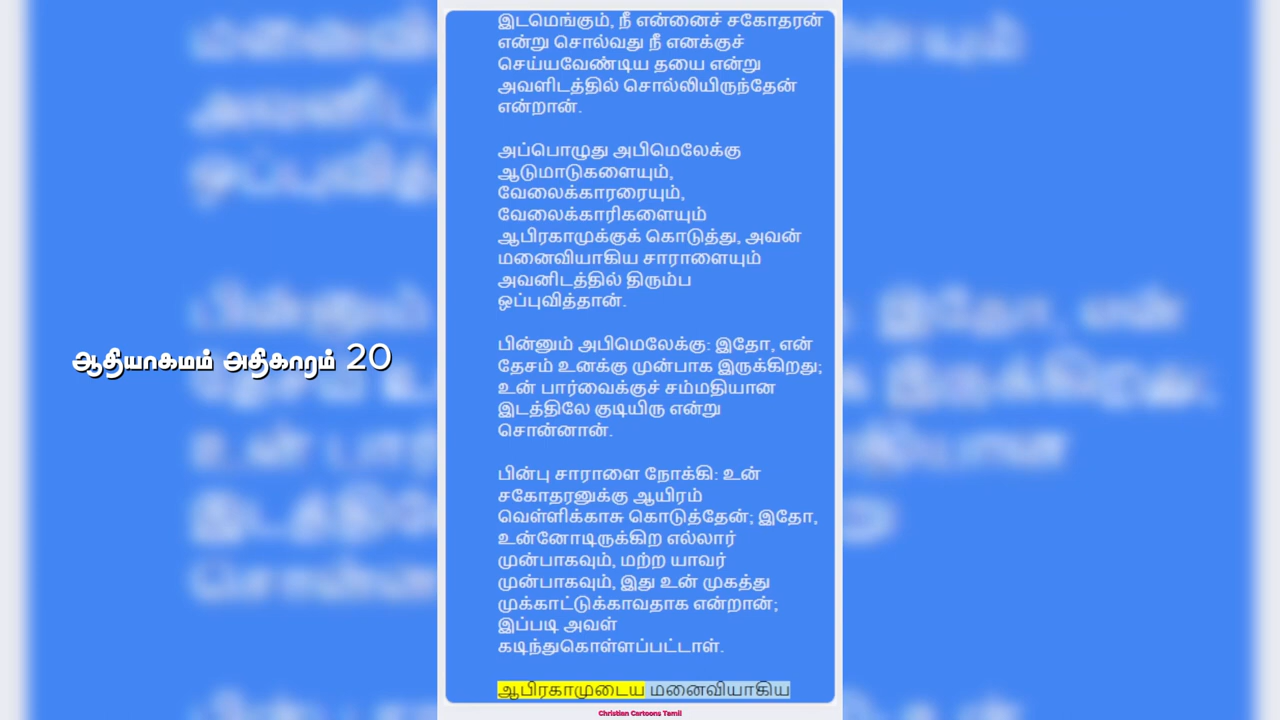 ஆதியாகமம் அதிகாரம் 20
இடமெங்கும், நீ என்னைச் சகோதரன்
என்று சொல்வது நீ எனக்குச்
செய்யவேண்டிய தயை என்று
அவளிடத்தில் சொல்லியிருந்தேன்
என்றான்.
அப்பொழுது அபிமெலேக்கு
ஆடுமாடுகளையும்,
வேலைக்காரரையும்,
வேலைக்காரிகளையும்
ஆபிரகாமுக்குக் கொடுத்து, அவன்
மனைவியாகிய சாராளையும்
அவனிடத்தில் திரும்ப
ஒப்புவித்தான்.
பின்னும் அபிமெலேக்கு: இதோ, என்
தேசம் உனக்கு முன்பாக இருக்கிறது;
உன் பார்வைக்குச் சம்மதியான
இடத்திலே குடியிரு என்று
சொன்னான்.
பின்பு சாராளை நோக்கி: உன்
சகோதரனுக்கு ஆயிரம்
வெள்ளிக்காசு கொடுத்தேன்; இதோ,
உன்னோடிருக்கிற எல்லார்
முன்பாகவும், மற்ற யாவர்
முன்பாகவும், இது உன் முகத்து
முக்காட்டுக்காவதாக என்றான்;
இப்படி அவள்
கடிந்துகொள்ளப்பட்டாள்.
ஆபிரகாமுடைய மனைவியாகிய
Christian Cartoons Tamil